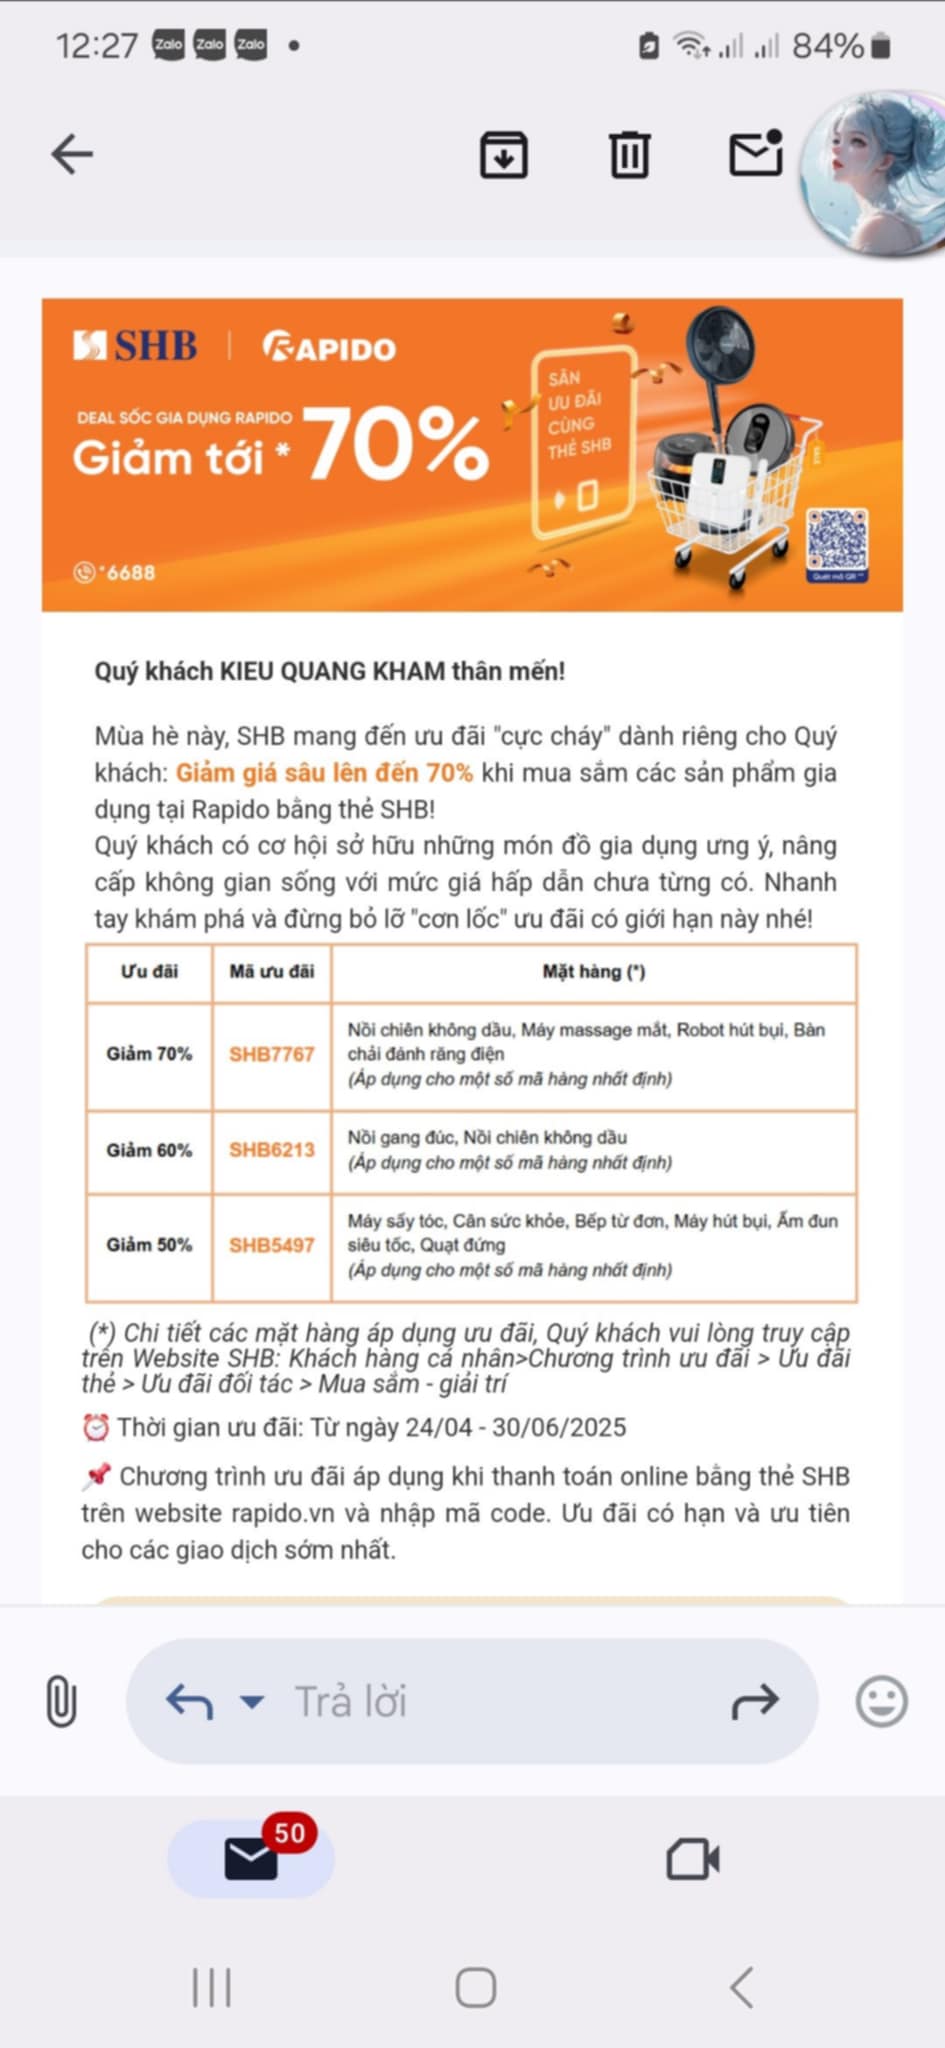 12:27 Zalo Zalo Zalo 84%
SHB RAPIDO
DEAL SỐC GIA DỤNG RAPIDO
Giảm tới * 70%
SĂN
ƯU ĐÃI
CÙNG
THẺ SHB
SALE
*6688
Quét mã QR
Quý khách KIEU QUANG KHAM thân mến!
Mùa hè này, SHB mang đến ưu đãi "cực cháy" dành riêng cho Quý
khách: Giảm giá sâu lên đến 70% khi mua sắm các sản phẩm gia
dụng tại Rapido bằng thẻ SHB!
Quý khách có cơ hội sở hữu những món đồ gia dụng ưng ý, nâng
cấp không gian sống với mức giá hấp dẫn chưa từng có. Nhanh
tay khám phá và đừng bỏ lỡ "cơn lốc" ưu đãi có giới hạn này nhé!
Ưu đãi Mã ưu đãi Mặt hàng (*)
Giảm 70% SHB7767 Nồi chiên không dầu, Máy massage mắt, Robot hút bụi, Bàn
chải đánh răng điện
(Áp dụng cho một số mã hàng nhất định)
Giảm 60% SHB6213 Nồi gang đúc, Nồi chiên không dầu
(Áp dụng cho một số mã hàng nhất định)
Giảm 50% SHB5497 Máy sấy tóc, Cân sức khỏe, Bếp từ đơn, Máy hút bụi, Ấm đun
siêu tốc, Quạt đứng
(Áp dụng cho một số mã hàng nhất định)
(*) Chi tiết các mặt hàng áp dụng ưu đãi, Quý khách vui lòng truy cập
trên Website SHB: Khách hàng cá nhân>Chương trình ưu đãi > Ưu đãi
thẻ > Ưu đãi đối tác > Mua sắm - giải trí
Thời gian ưu đãi: Từ ngày 24/04 - 30/06/2025
Chương trình ưu đãi áp dụng khi thanh toán online bằng thẻ SHB
trên website rapido.vn và nhập mã code. Ưu đãi có hạn và ưu tiên
cho các giao dịch sớm nhất.
Trả lời
50